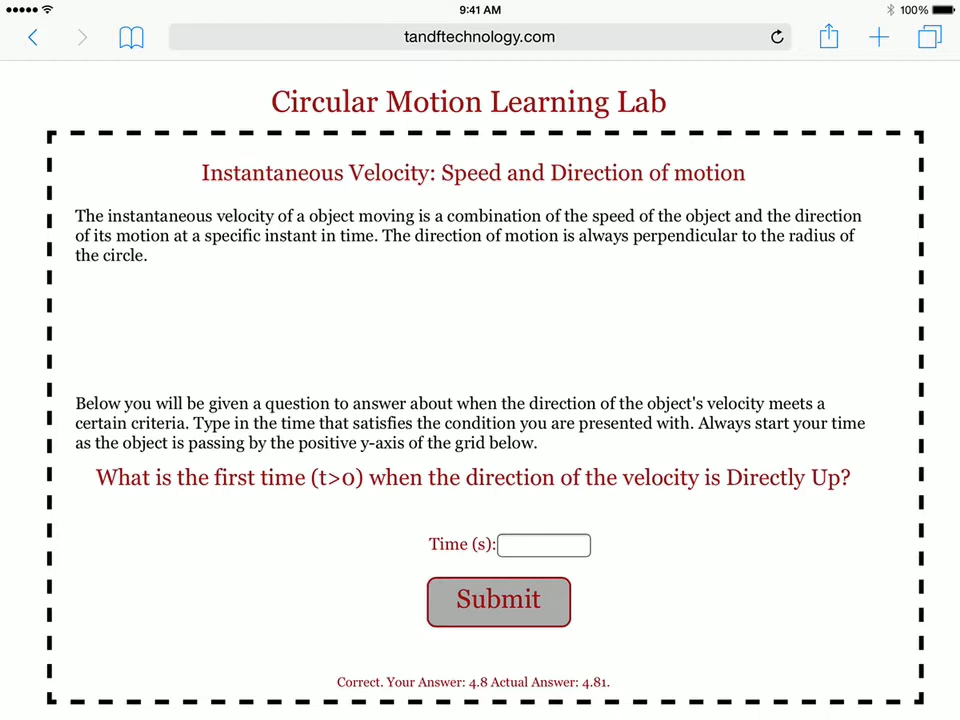 9:41 AM
100%
tandftechnology.com
Circular Motion Learning Lab
Instantaneous Velocity: Speed and Direction of motion
The instantaneous velocity of a object moving is a combination of the speed of the object and the direction
of its motion at a specific instant in time. The direction of motion is always perpendicular to the radius of
the circle.
Below you will be given a question to answer about when the direction of the object's velocity meets a
certain criteria. Type in the time that satisfies the condition you are presented with. Always start your time
as the object is passing by the positive y-axis of the grid below.
What is the first time (t>0) when the direction of the velocity is Directly Up?
Time (s):
Submit
Correct. Your Answer: 4.8 Actual Answer: 4.81.